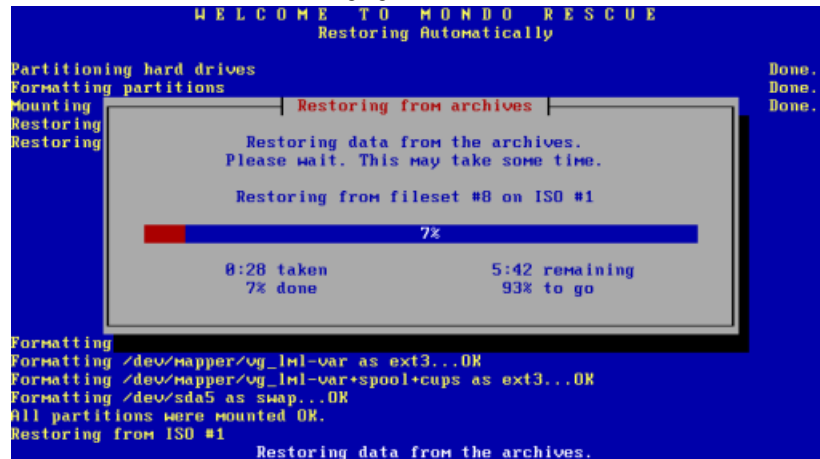 WELCOME TO MONDO RESCUE
Restoring Automatically
Partitioning hard drives Done.
Formatting partitions Done.
Mounting Done.
Restoring
Restoring
Restoring from archives
Restoring data from the archives.
Please wait. This may take some time.
Restoring from fileset #8 on ISO #1
7%
0:28 taken 5:42 remaining
7% done 93% to go
Formatting
Formatting /dev/mapper/vg_lml-var as ext3...OK
Formatting /dev/mapper/vg_lml-var+spool+cups as ext3...OK
Formatting /dev/sda5 as swap...OK
All partitions were mounted OK.
Restoring from ISO #1
Restoring data from the archives.